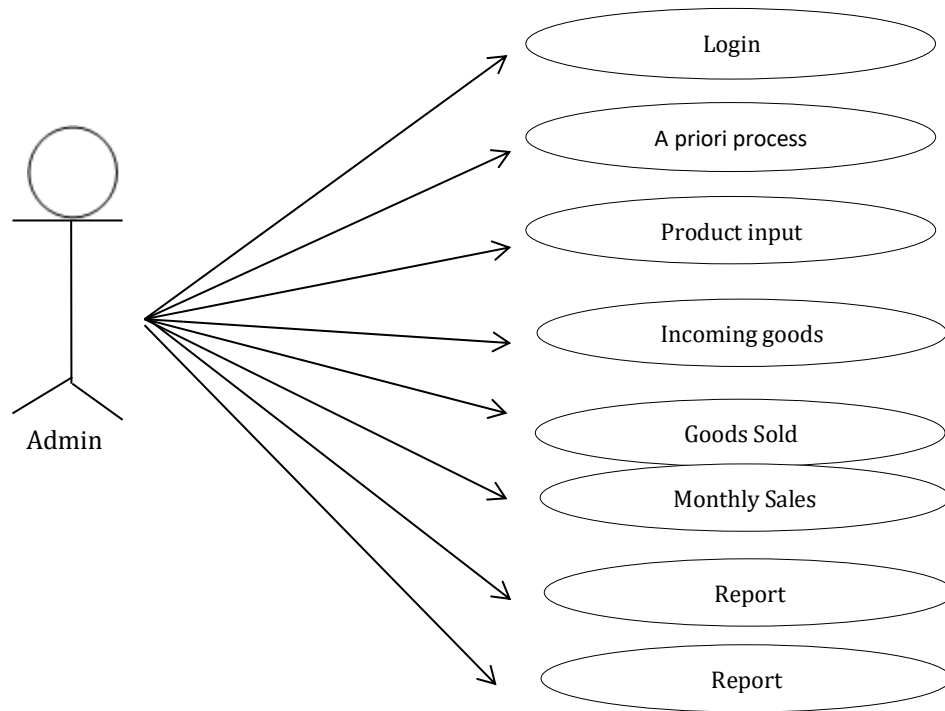 Login
A priori process
Product input
Incoming goods
Admin
Goods Sold
Monthly Sales
Report
Report